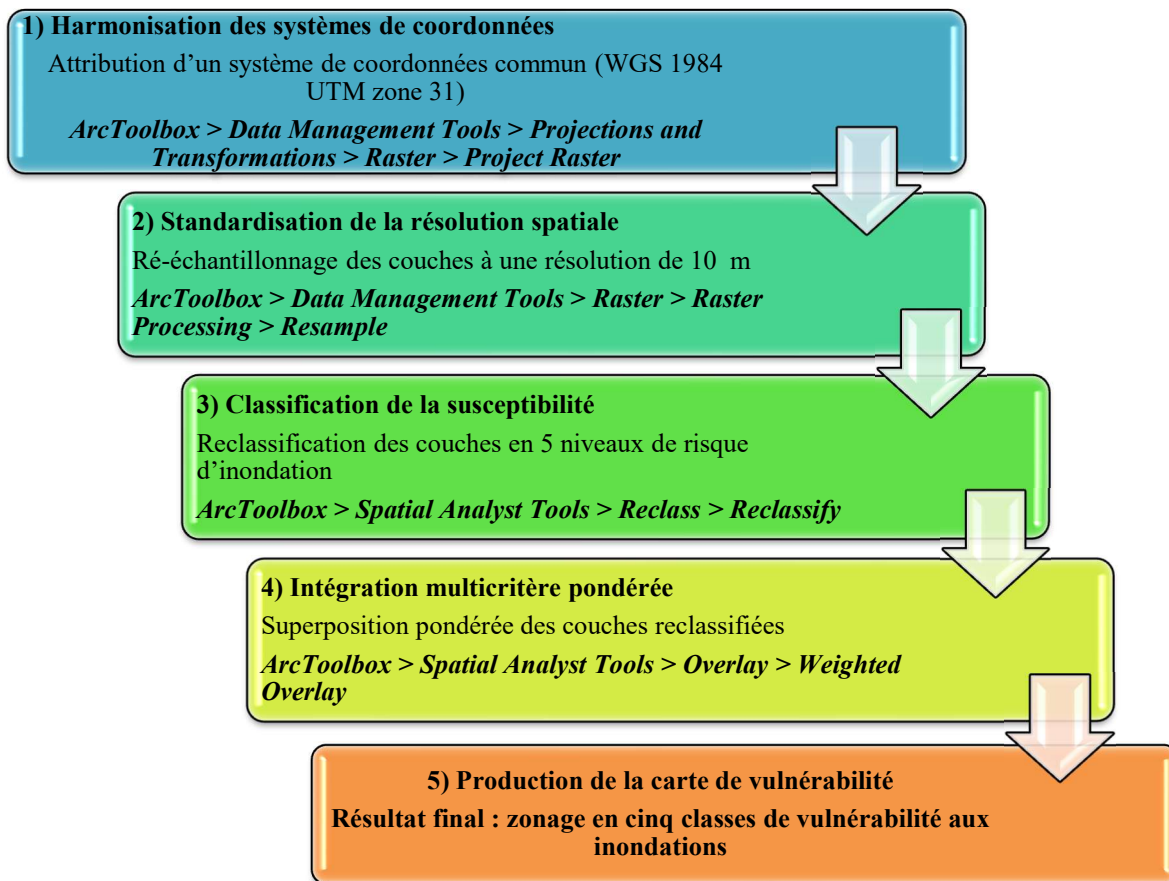 1) Harmonisation des systèmes de coordonnées
Attribution d’un système de coordonnées commun (WGS 1984
UTM zone 31)
ArcToolbox > Data Management Tools > Projections and
Transformations > Raster > Project Raster
2) Standardisation de la résolution spatiale
Ré-échantillonnage des couches à une résolution de 10 m
ArcToolbox > Data Management Tools > Raster > Raster
Processing > Resample
3) Classification de la susceptibilité
Reclassification des couches en 5 niveaux de risque
d’inondation
ArcToolbox > Spatial Analyst Tools > Reclass > Reclassify
4) Intégration multicritère pondérée
Superposition pondérée des couches reclassifiées
ArcToolbox > Spatial Analyst Tools > Overlay > Weighted
Overlay
5) Production de la carte de vulnérabilité
Résultat final : zonage en cinq classes de vulnérabilité aux
inondations